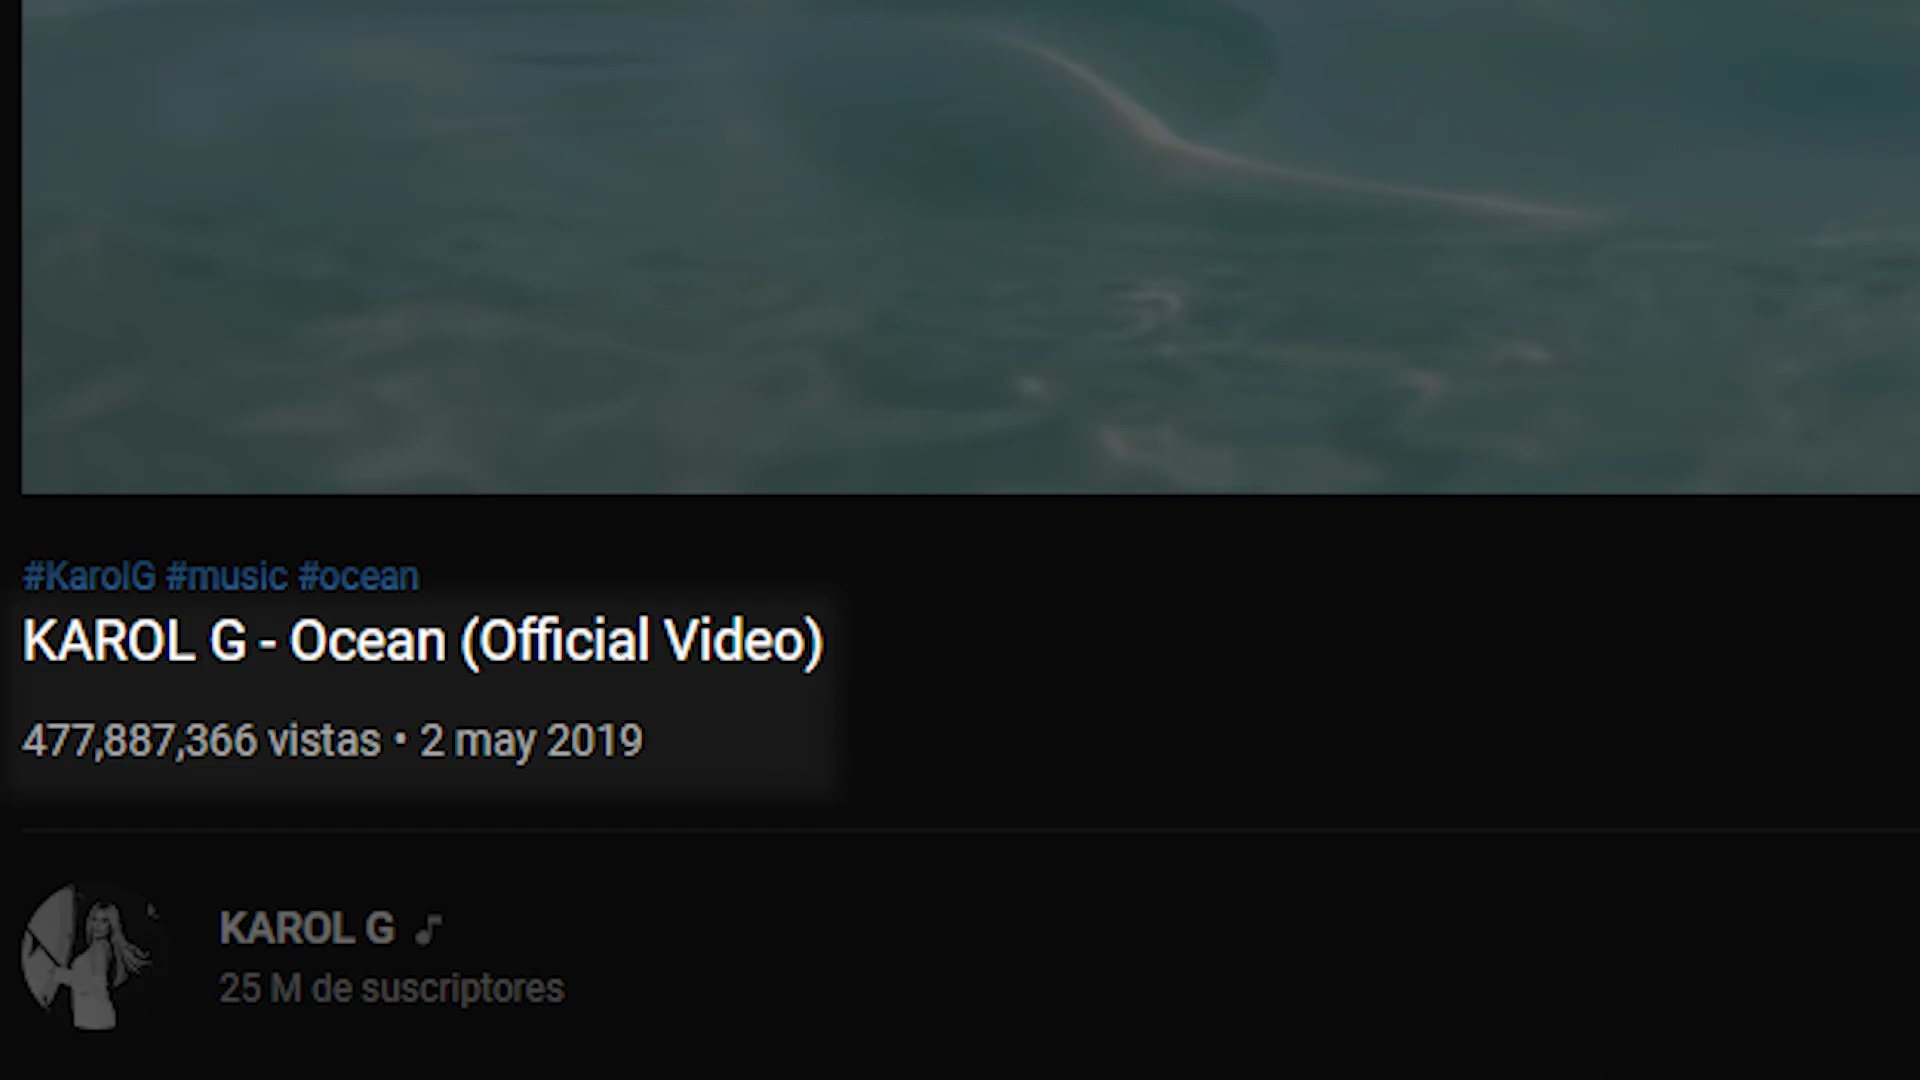 #KarolG #music #ocean
KAROL G - Ocean (Official Video)
477,887,366 vistas • 2 may 2019
KAROL G
25 M de suscriptores